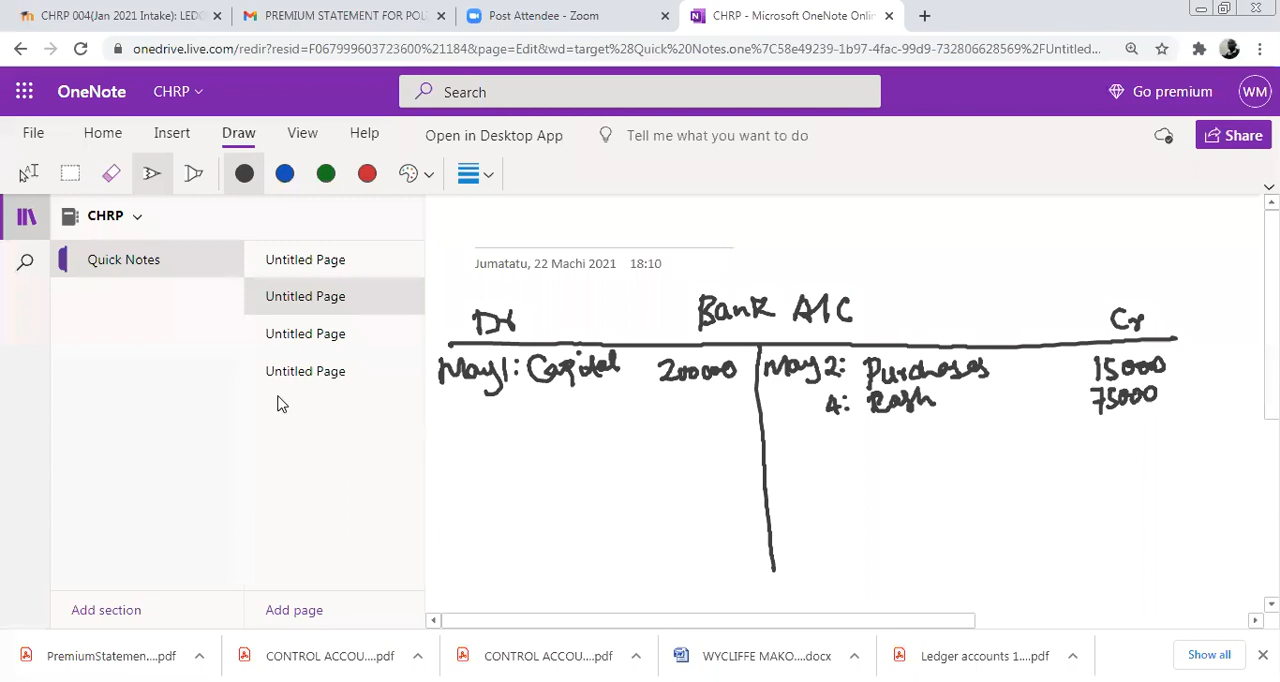 CHRP 004(Jan 2021 Intake): LEDG
PREMIUM STATEMENT FOR POL
Post Attendee - Zoom
CHRP - Microsoft OneNote Onlin
onedrive.live.com/redir?resid=F067999603723600%21184&page=Edit&wd=target%28Quick%20Notes.one%7C58e49239-1b97-4fac-99d9-732806628569%2FUntitled...
OneNote CHRP Search Go premium WM
File Home Insert Draw View Help Open in Desktop App Tell me what you want to do Share
CHRP
Quick Notes
Untitled Page
Untitled Page
Untitled Page
Untitled Page
Add section Add page
Jumatatu, 22 Machi 2021 18:10
Dr Bank A/C Cr
May 1: Capital 200000 May 2: Purchases 15000
4: Cash 75000
PremiumStatemen....pdf CONTROL ACCOU....pdf CONTROL ACCOU....pdf WYCLIFFE MAKO....docx Ledger accounts 1....pdf Show all